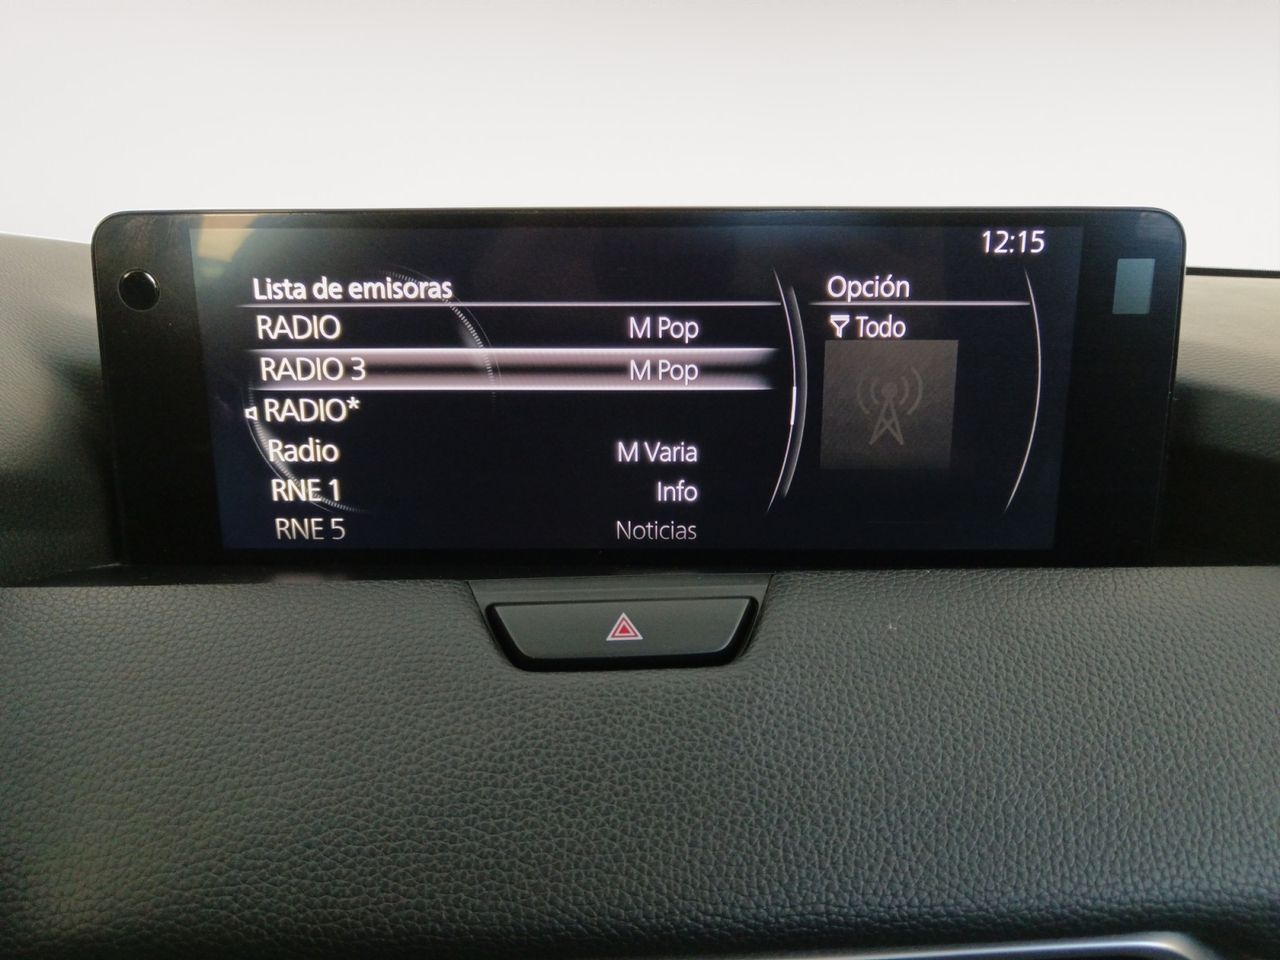 12:15
Lista de emisoras
RADIO M Pop
RADIO 3 M Pop
RADIO*
Radio M Varia
RNE 1 Info
RNE 5 Noticias
Opción
Todo